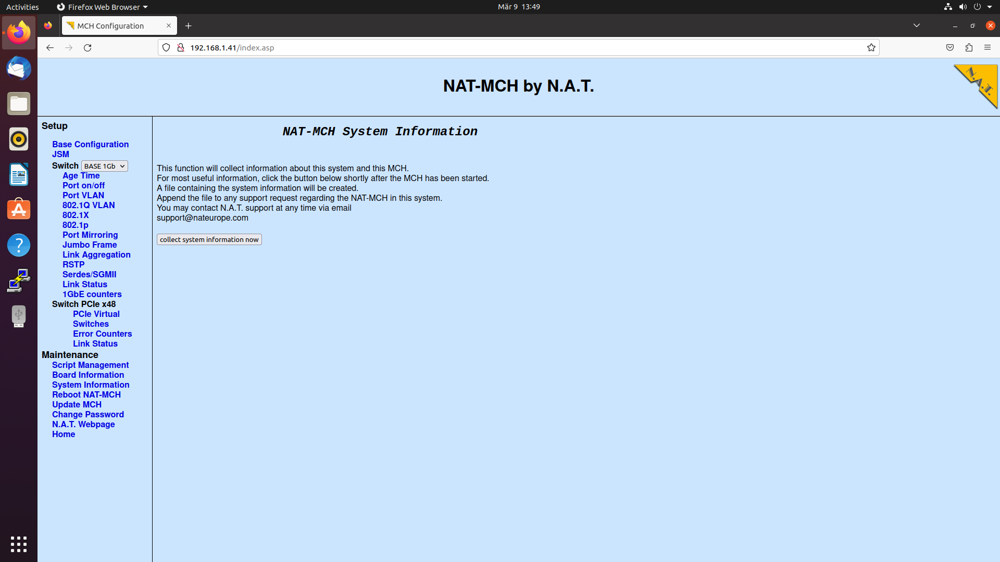 Activities
Firefox Web Browser
Mär 9 13:49
MCH Configuration
192.168.1.41/index.asp
NAT-MCH by N.A.T.
N.A.T.
Setup
Base Configuration
JSM
Switch BASE 1Gb
Age Time
Port on/off
Port VLAN
802.1Q VLAN
802.1X
802.1p
Port Mirroring
Jumbo Frame
Link Aggregation
RSTP
Serdes/SGMII
Link Status
1GbE counters
Switch PCIe x48
PCIe Virtual
Switches
Error Counters
Link Status
Maintenance
Script Management
Board Information
System Information
Reboot NAT-MCH
Update MCH
Change Password
N.A.T. Webpage
Home
NAT-MCH System Information
This function will collect information about this system and this MCH.
For most useful information, click the button below shortly after the MCH has been started.
A file containing the system information will be created.
Append the file to any support request regarding the NAT-MCH in this system.
You may contact N.A.T. support at any time via email
support@nateurope.com
collect system information now